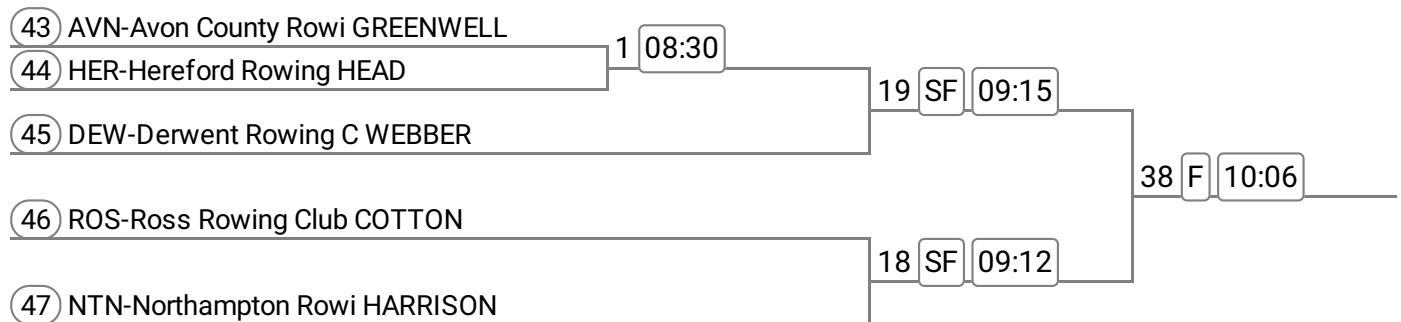 43 AVN-Avon County Rowi GREENWELL
1 08:30
44 HER-Hereford Rowing HEAD
19 SF 09:15
45 DEW-Derwent Rowing C WEBBER
38 F 10:06
46 ROS-Ross Rowing Club COTTON
18 SF 09:12
47 NTN-Northampton Rowi HARRISON